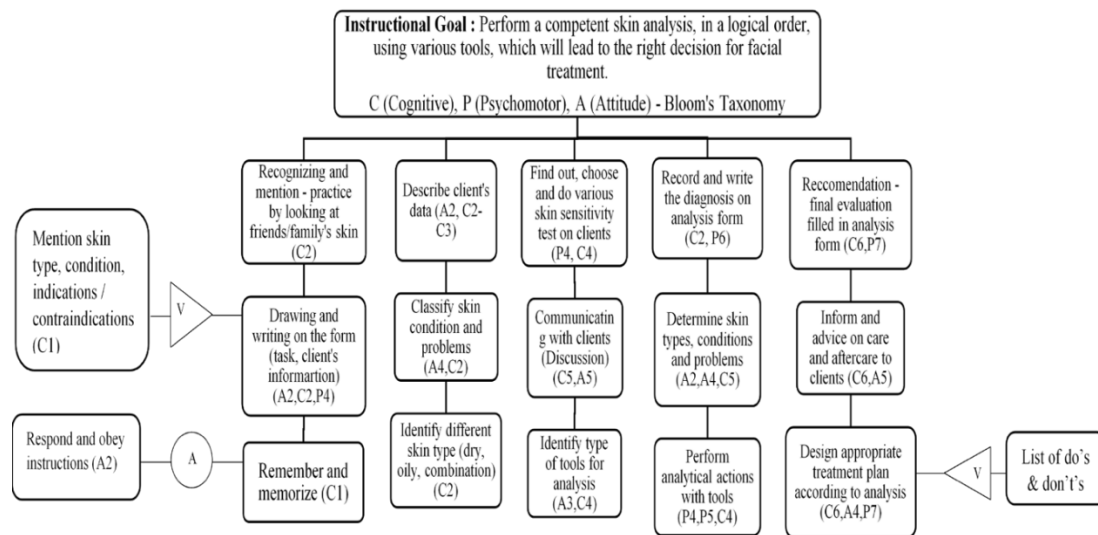 Instructional Goal : Perform a competent skin analysis, in a logical order,
using various tools, which will lead to the right decision for facial
treatment.
C (Cognitive), P (Psychomotor), A (Attitude) - Bloom's Taxonomy
Recognizing and
mention - practice
by looking at
friends/family's skin
(C2)
Describe client's
data (A2, C2-
C3)
Find out, choose
and do various
skin sensitivity
test on clients
(P4, C4)
Record and write
the diagnosis on
analysis form
(C2, P6)
Reccomendation -
final evaluation
filled in analysis
form (C6,P7)
Mention skin
type, condition,
indications /
contraindications
(C1)
V
Drawing and
writing on the form
(task, client's
informartion)
(A2,C2,P4)
Classify skin
condition and
problems
(A4,C2)
Communicatin
g with clients
(Discussion)
(C5,A5)
Determine skin
types, conditions
and problems
(A2,A4,C5)
Inform and
advice on care
and aftercare to
clients (C6,A5)
Respond and obey
instructions (A2)
A
Remember and
memorize (C1)
Identify different
skin type (dry,
oily, combination)
(C2)
Identify type of
tools for
analysis
(A3,C4)
Perform
analytical actions
with tools
(P4,P5,C4)
Design appropriate
treatment plan
according to analysis
(C6,A4,P7)
V
List of do's
& don't's